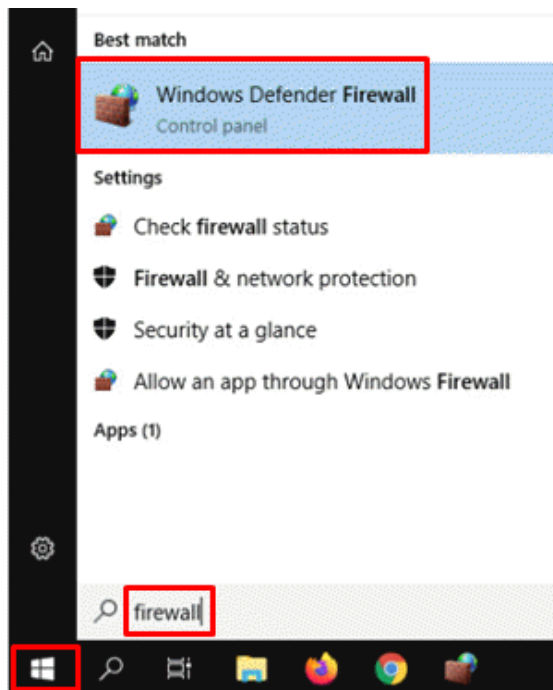 Best match
Windows Defender Firewall
Control panel
Settings
Check firewall status
Firewall & network protection
Security at a glance
Allow an app through Windows Firewall
Apps (1)
firewall